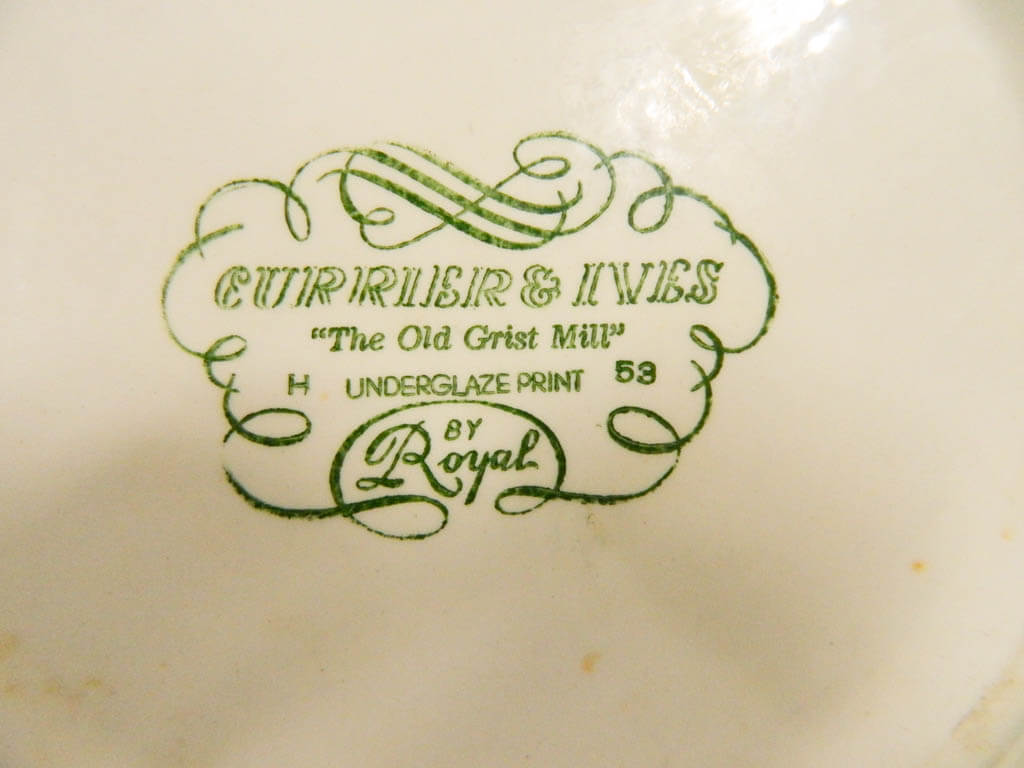 CURRIER & IVES
"The Old Grist Mill"
H UNDERGLAZE PRINT 53
BY
Royal